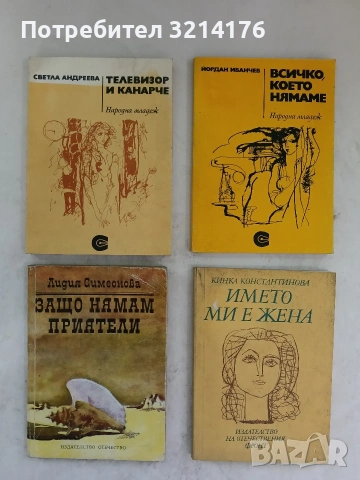 СВЕТЛА АНДРЕЕВА
ТЕЛЕВИЗОР
И КАНАРЧЕ
Народна младеж
ЙОРДАН ИВАНЧЕВ
ВСИЧКО,
КОЕТО
НЯМАМЕ
Народна младеж
Лидия Симеонова
ЗАЩО НЯМАМ
ПРИЯТЕЛИ
ИЗДАТЕЛСТВО ОТЕЧЕСТВО
КИНКА КОНСТАНТИНОВА
ИМЕТО
МИ Е ЖЕНА
ИЗДАТЕЛСТВО
НА ОТЕЧЕСТВЕНИЯ
ФРОНТ
3214176
BAZAR